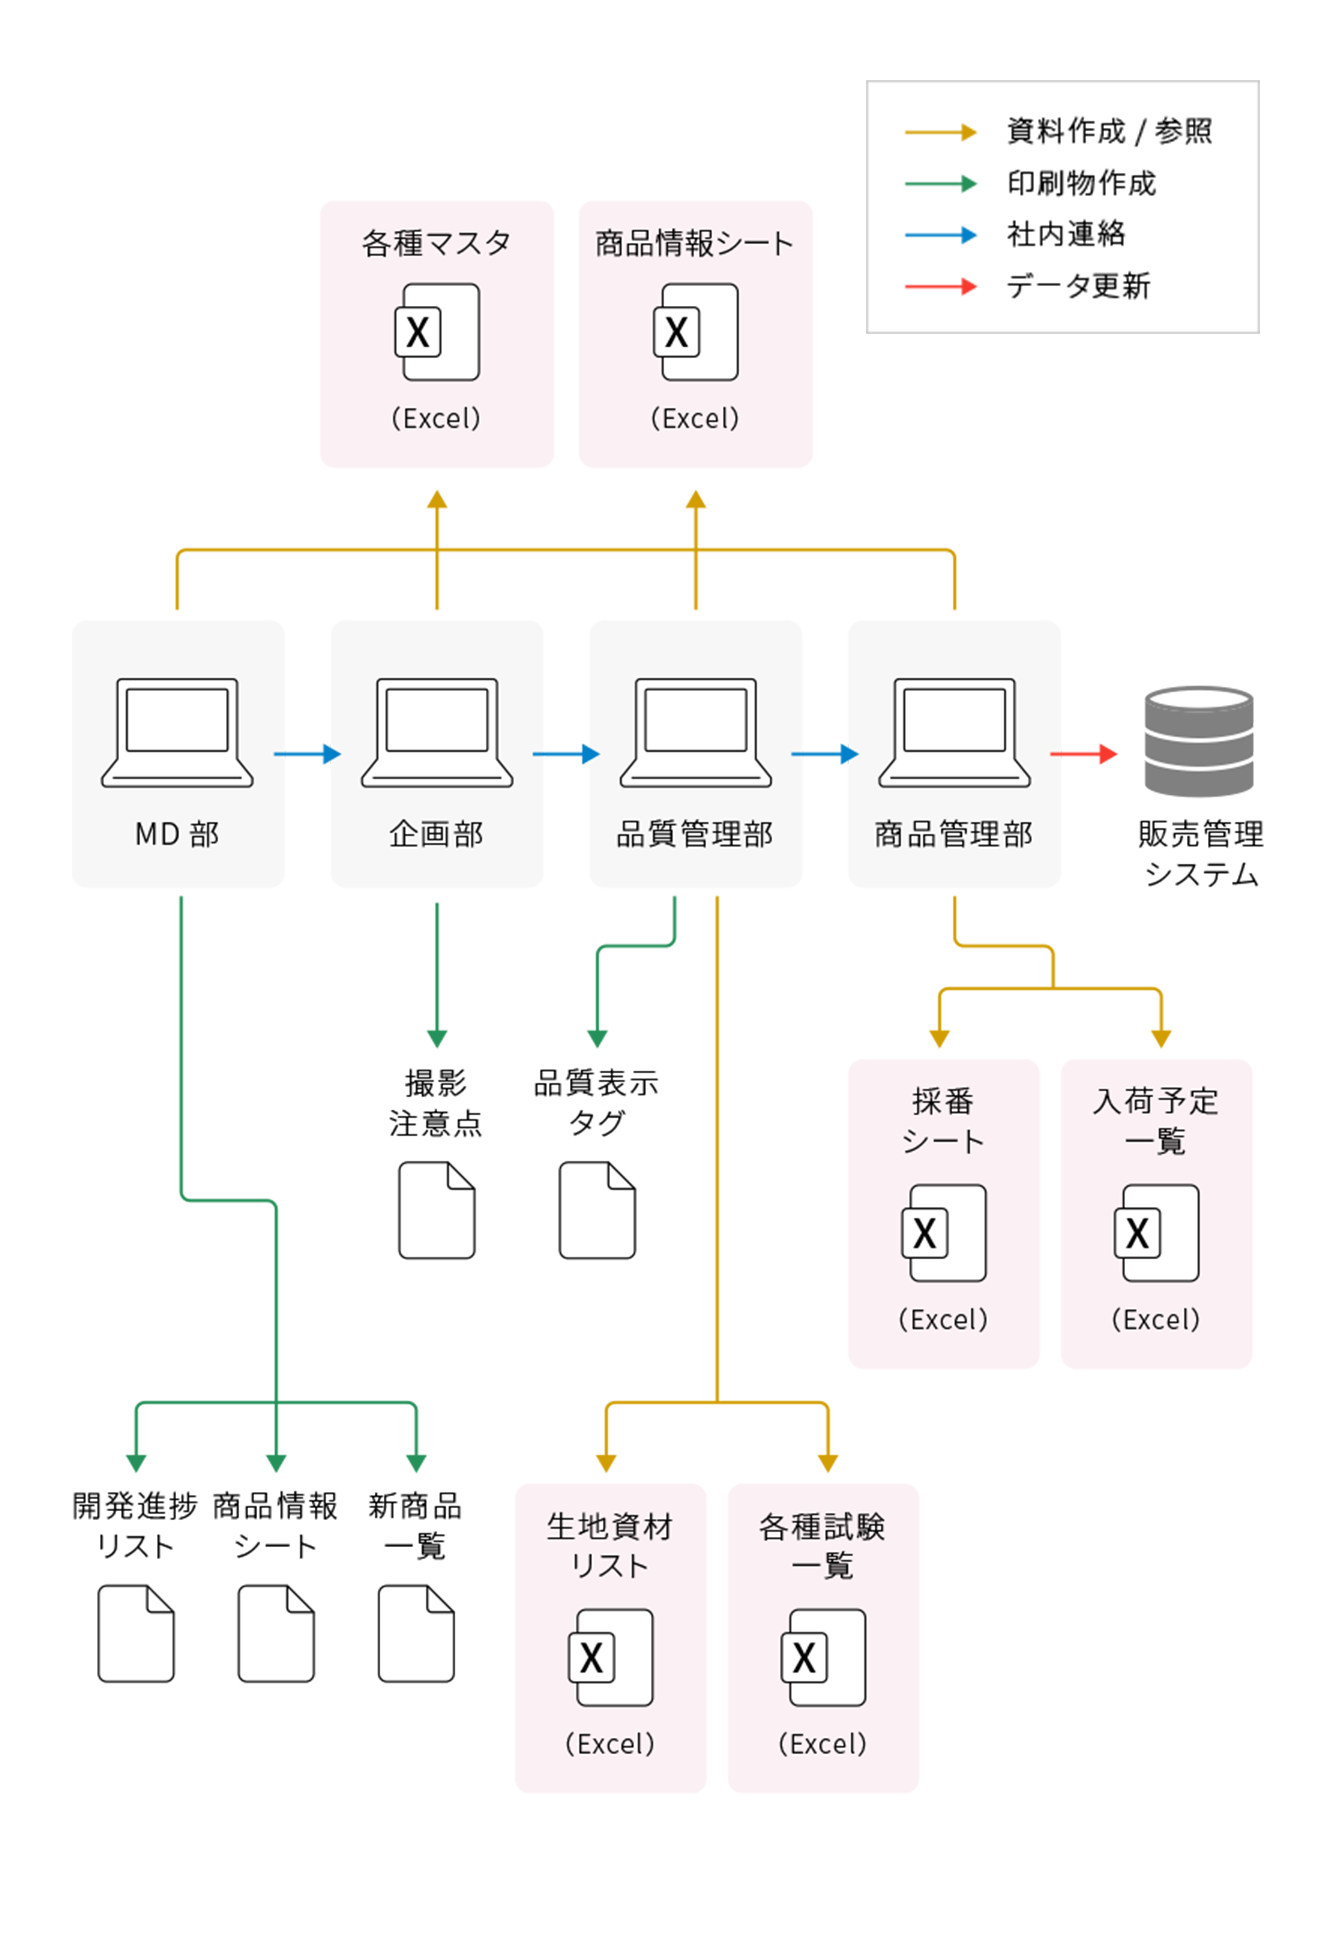 資料作成 / 参照
印刷物作成
社内連絡
データ更新
各種マスタ
X
（Excel）
商品情報シート
X
（Excel）
MD 部
企画部
品質管理部
商品管理部
販売管理
システム
撮影
注意点
品質表示
タグ
採番
シート
X
（Excel）
入荷予定
一覧
X
（Excel）
開発進捗
リスト
商品情報
シート
新商品
一覧
生地資材
リスト
X
（Excel）
各種試験
一覧
X
（Excel）